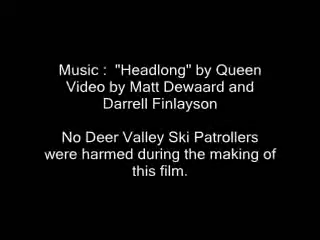 Music :  "Headlong" by Queen
Video by Matt Dewaard and
Darrell Finlayson
No Deer Valley Ski Patrollers
were harmed during the making of
this film.